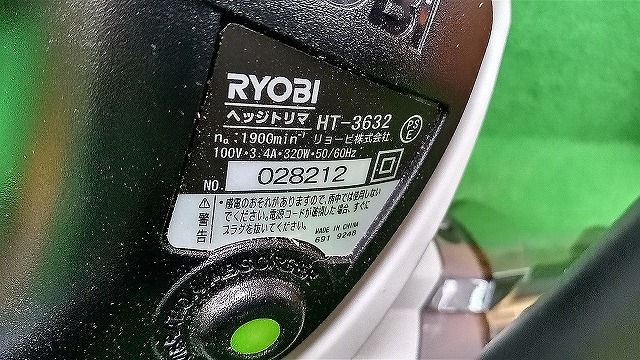 RYOBI
ヘッジトリマ HT-3632
n₀:1900min⁻¹ リョービ株式会社
PS
E
100V・3.4A・320W・50/60Hz
NO. 028212
警告
・感電のおそれがありますので、雨中では使用しない
でください。電源コードが破損した場合、すぐに
プラグを抜いてください。
MADE IN CHINA
691 9248